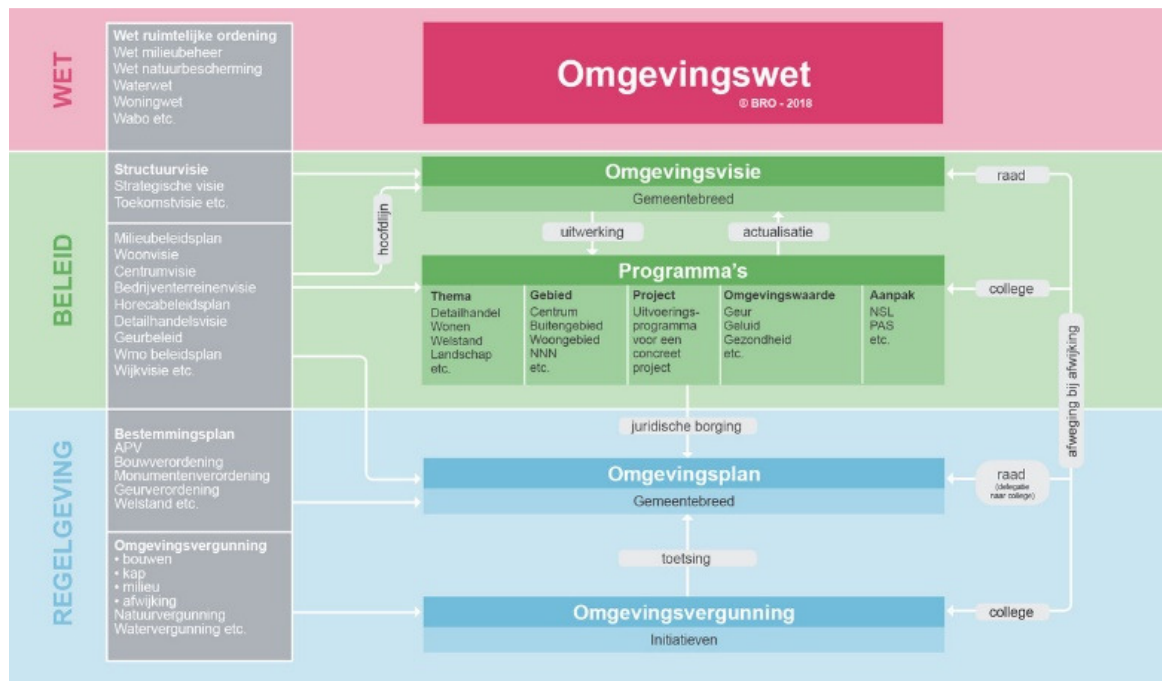 WET
Wet ruimtelijke ordening
Wet milieubeheer
Wet natuurbescherming
Waterwet
Woningwet
Wabo etc.
Omgevingswet
© BRO - 2018
BELEID
Structuurvisie
Strategische visie
Toekomstvisie etc.
Milieubeleidsplan
Woonvisie
Centrumvisie
Bedrijventerreinenvisie
Horecabeleidsplan
Detailhandelsvisie
Geurbeleid
Wmo beleidsplan
Wijkvisie etc.
hoofdlijn
Omgevingsvisie
Gemeentebreed
uitwerking
actualisatie
Programma's
Thema
Detailhandel
Wonen
Welstand
Landschap
etc.
Gebied
Centrum
Buitengebied
Woongebied
NNN
etc.
Project
Uitvoerings-
programma
voor een
concreet
project
Omgevingswaarde
Geur
Geluid
Gezondheid
etc.
Aanpak
NSL
PAS
etc.
raad
college
afweging bij afwijking
REGELGEVING
Bestemmingsplan
APV
Bouwverordening
Monumentenverordening
Geurverordening
Welstand etc.
Omgevingsvergunning
• bouwen
• kap
• milieu
• afwijking
Natuurvergunning
Watervergunning etc.
juridische borging
Omgevingsplan
Gemeentebreed
raad
(delegatie
naar college)
toetsing
Omgevingsvergunning
Initiatieven
college